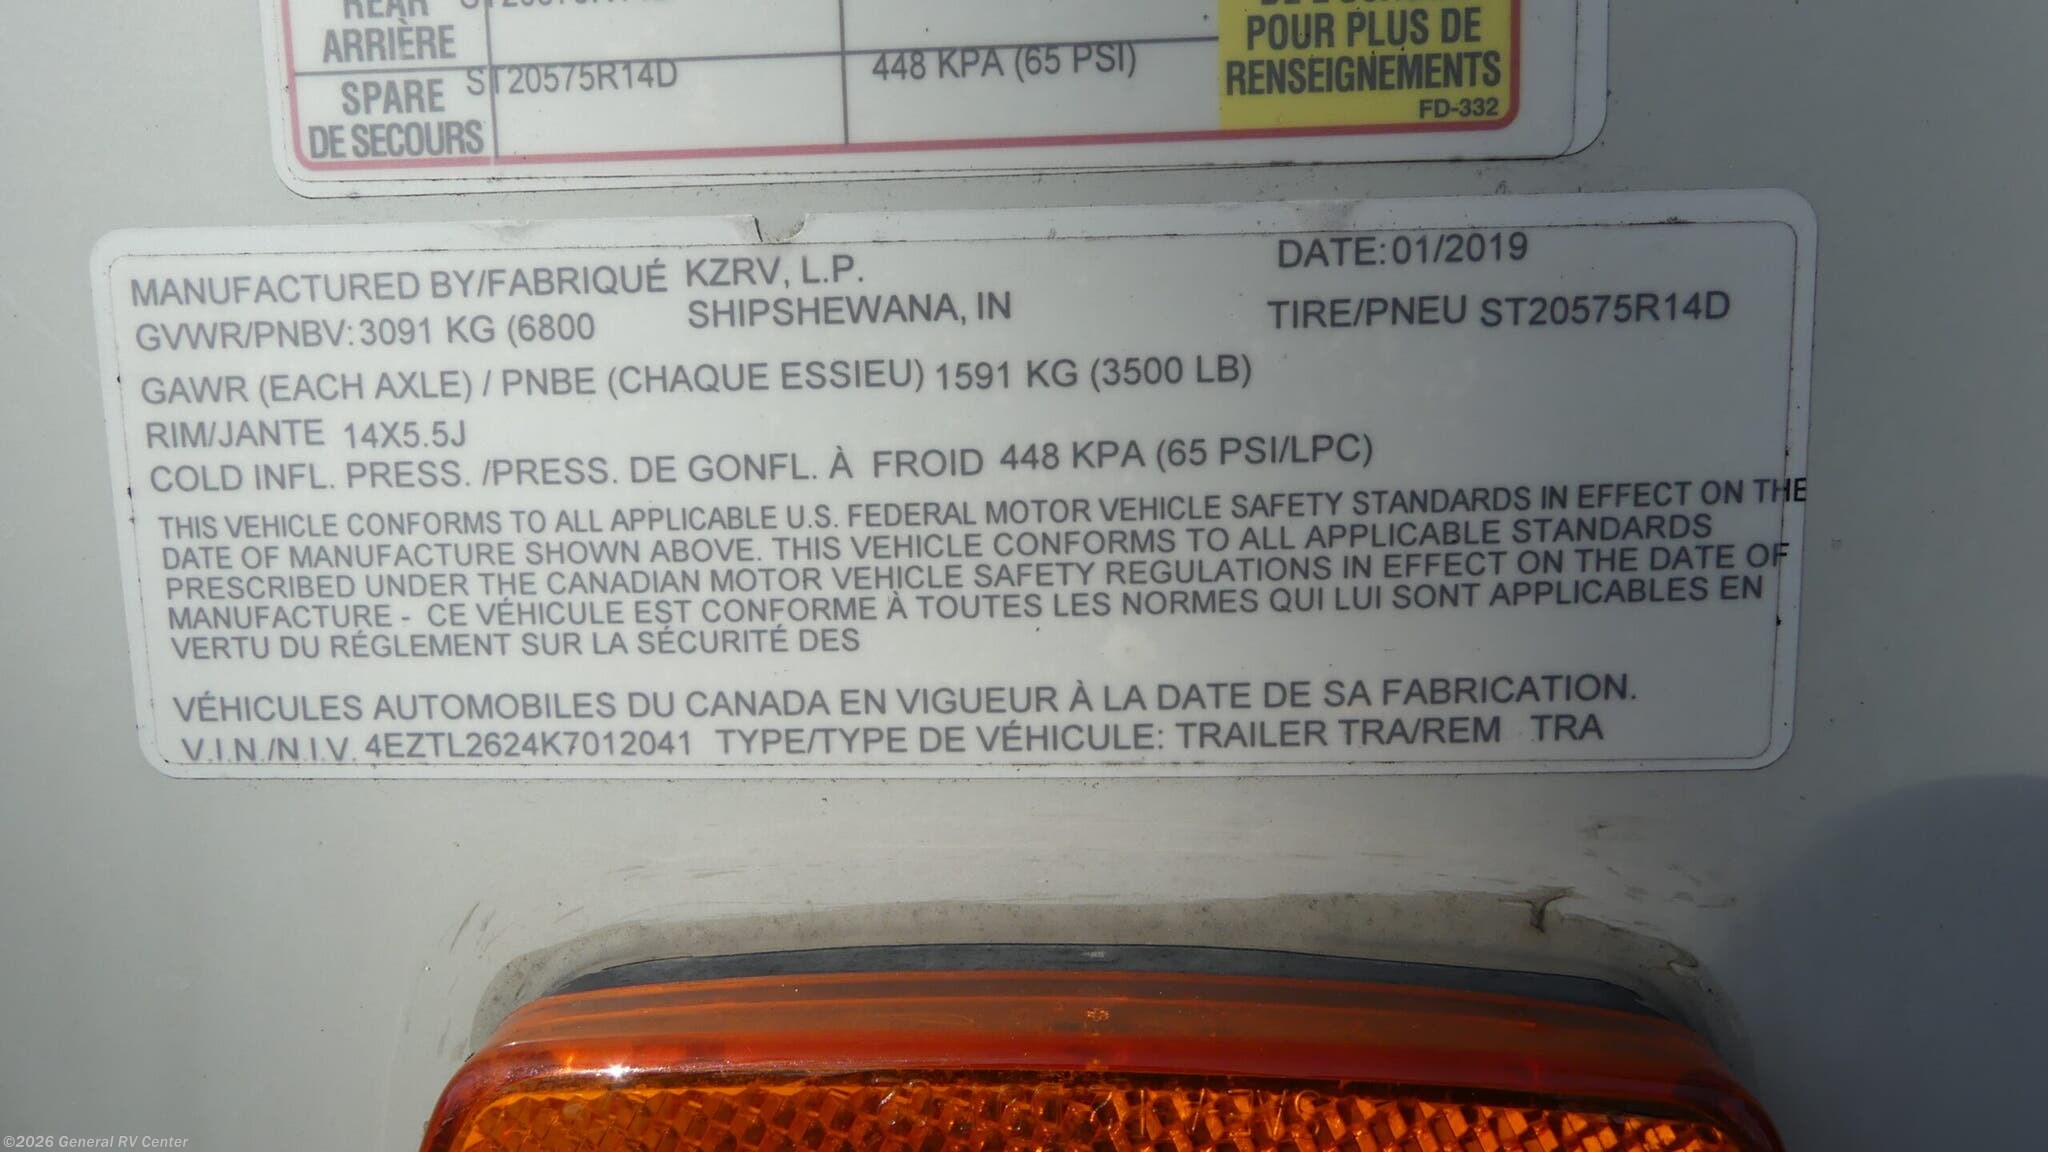 REAR
ARRIÈRE
SPARE ST20575R14D 448 KPA (65 PSI)
DE SECOURS
POUR PLUS DE
RENSEIGNEMENTS
FD-332
MANUFACTURED BY/FABRIQUÉ KZRV, L.P. DATE: 01/2019
SHIPSHEWANA, IN TIRE/PNEU ST20575R14D
GVWR/PNBV: 3091 KG (6800
GAWR (EACH AXLE) / PNBE (CHAQUE ESSIEU) 1591 KG (3500 LB)
RIM/JANTE 14X5.5J
COLD INFL. PRESS. /PRESS. DE GONFL. À FROID 448 KPA (65 PSI/LPC)
THIS VEHICLE CONFORMS TO ALL APPLICABLE U.S. FEDERAL MOTOR VEHICLE SAFETY STANDARDS IN EFFECT ON THE
DATE OF MANUFACTURE SHOWN ABOVE. THIS VEHICLE CONFORMS TO ALL APPLICABLE STANDARDS
PRESCRIBED UNDER THE CANADIAN MOTOR VEHICLE SAFETY REGULATIONS IN EFFECT ON THE DATE OF
MANUFACTURE - CE VÉHICULE EST CONFORME À TOUTES LES NORMES QUI LUI SONT APPLICABLES EN
VERTU DU RÉGLEMENT SUR LA SÉCURITÉ DES
VÉHICULES AUTOMOBILES DU CANADA EN VIGUEUR À LA DATE DE SA FABRICATION.
V.I.N./N.I.V. 4EZTL2624K7012041 TYPE/TYPE DE VÉHICULE: TRAILER TRA/REM TRA
©2026 General RV Center